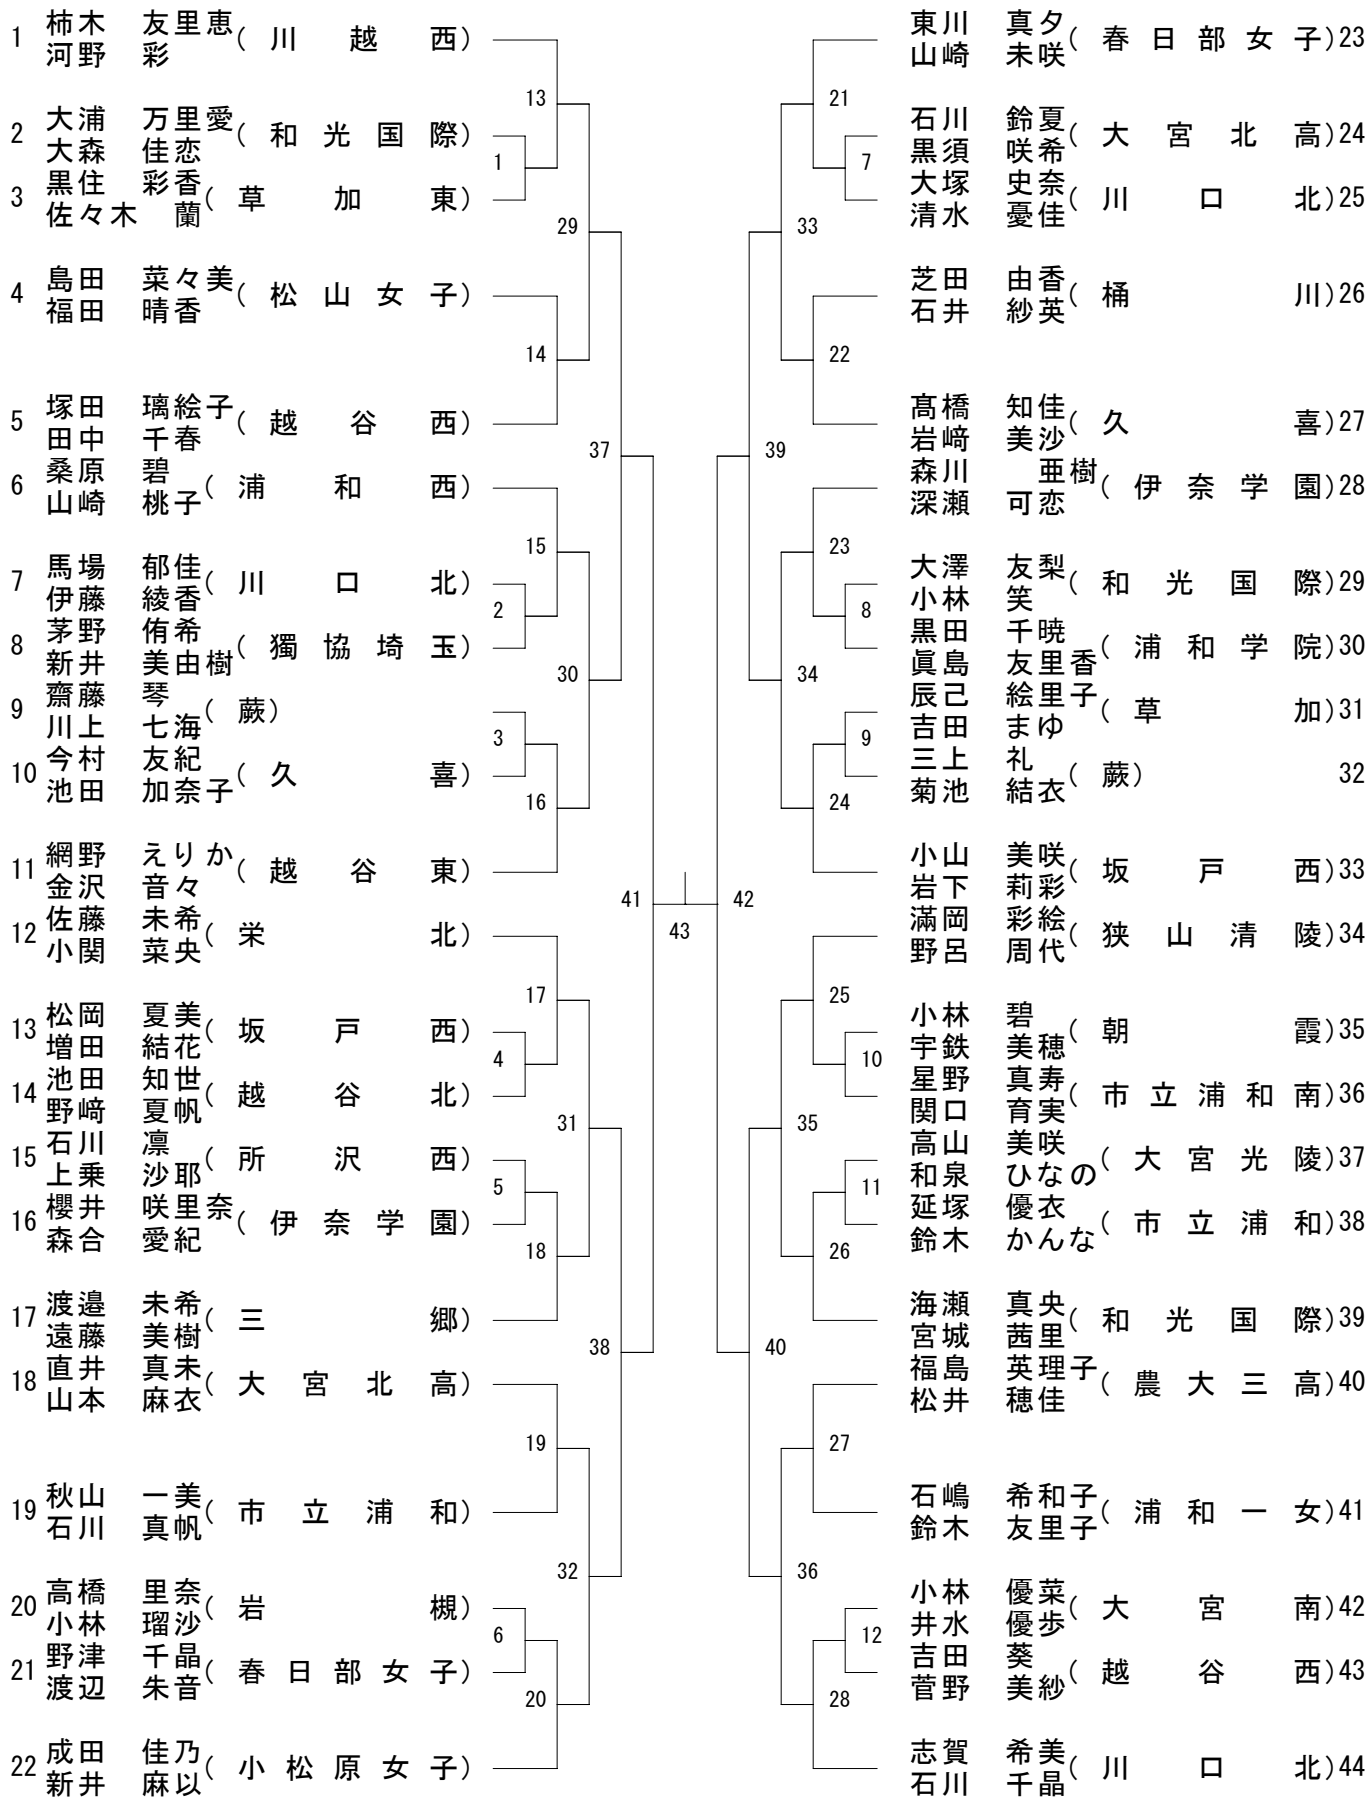 1 柿木 友里恵 (川越西)
河野 彩
2 大浦 万里愛 (和光国際)
大森 佳恋
3 黒住 彩香 (草加東)
佐々木 蘭
4 島田 菜々美 (松山女子)
福田 晴香
5 塚田 璃絵子 (越谷西)
田中 千春
6 桑原 碧 (浦和西)
山崎 桃子
7 馬場 郁佳 (川口北)
伊藤 綾香
8 茅野 侑希 (獨協埼玉)
新井 美由樹
9 齋藤 琴 (蕨)
川上 七海
10 今村 友紀 (久喜)
池田 加奈子
11 網野 えりか (越谷東)
金沢 音々
12 佐藤 未希 (栄北)
小関 菜央
13 松岡 夏美 (坂戸西)
増田 結花
14 池田 知世 (越谷北)
野﨑 夏帆
15 石川 凛 (所沢西)
上乗 沙耶
16 櫻井 咲里奈 (伊奈学園)
森合 愛紀
17 渡邉 未希 (三郷)
遠藤 美樹
18 直井 真未 (大宮北高)
山本 麻衣
19 秋山 一美 (市立浦和)
石川 真帆
20 高橋 里奈 (岩槻)
小林 瑠沙
21 野津 千晶 (春日部女子)
渡辺 朱音
22 成田 佳乃 (小松原女子)
新井 麻以
13
1
29
14
37
15
2
30
3
16
41
17
4
31
5
18
38
19
32
6
20
43
21
7
33
22
39
23
8
34
9
24
42
25
10
35
11
26
40
27
36
12
28
東川 真夕 (春日部女子) 23
山崎 未咲
石川 鈴夏 (大宮北高) 24
黒須 咲希
大塚 史奈 (川口北) 25
清水 憂佳
芝田 由香 (桶川) 26
石井 紗英
髙橋 知佳 (久喜) 27
岩﨑 美沙
森川 亜樹 (伊奈学園) 28
深瀬 可恋
大澤 友梨 (和光国際) 29
小林 笑
黒田 千暁 (浦和学院) 30
眞島 友里香
辰己 絵里子 (草加) 31
吉田 まゆ
三上 礼 (蕨) 32
菊池 結衣
小山 美咲 (坂戸西) 33
岩下 莉彩
滿岡 彩絵 (狭山清陵) 34
野呂 周代
小林 碧 (朝霞) 35
宇鉄 美穂
星野 真寿 (市立浦和南) 36
関口 育実
高山 美咲 (大宮光陵) 37
和泉 ひなの
延塚 優衣 (市立浦和) 38
鈴木 かんな
海瀬 真央 (和光国際) 39
宮城 茜里
福島 英理子 (農大三高) 40
松井 穂佳
石嶋 希和子 (浦和一女) 41
鈴木 友里子
小林 優菜 (大宮南) 42
井水 優歩
吉田 葵 (越谷西) 43
菅野 美紗
志賀 希美 (川口北) 44
石川 千晶